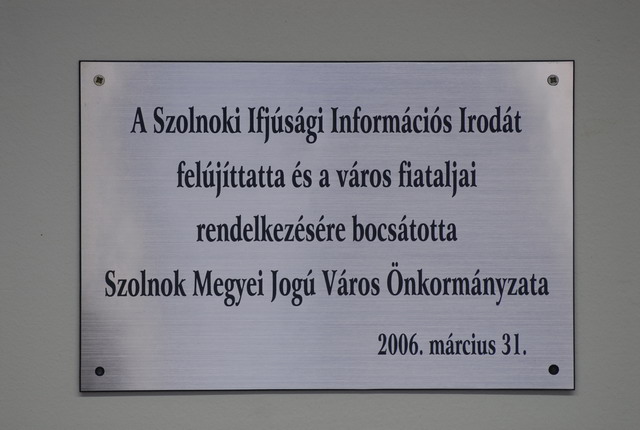 A Szolnoki Ifjúsági Információs Irodát
felújíttatta és a város fiataljai
rendelkezésére bocsátotta
Szolnok Megyei Jogú Város Önkormányzata
2006. március 31.